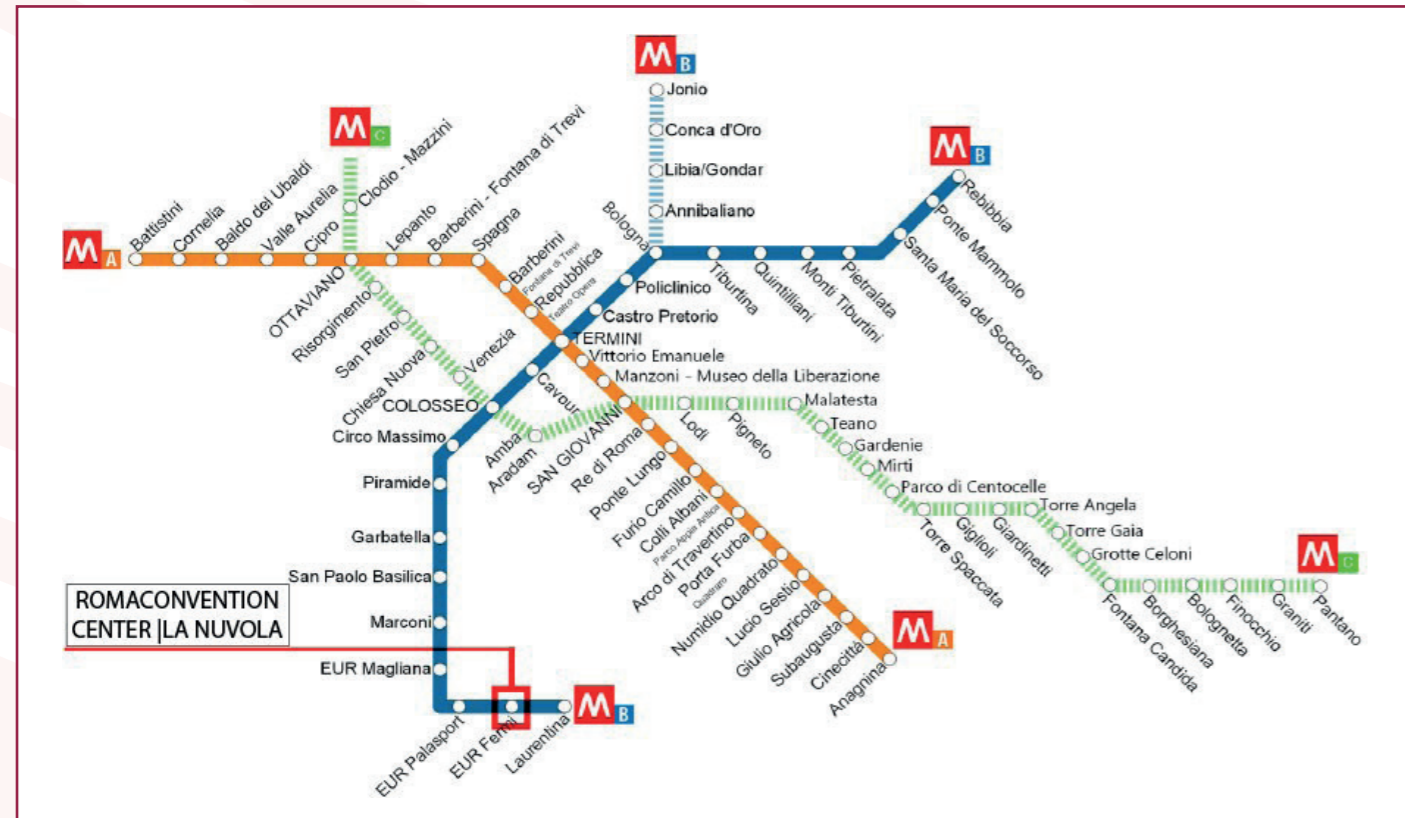 M B
Jonio
Conca d'Oro
Libia/Gondar
Annibaliano
Bologna
M C
Clodio - Mazzini
M B
Rebibbia
Ponte Mammolo
Santa Maria del Soccorso
Pietralata
Monti Tiburtini
Quintilliani
Tiburtina
M A
Battistini
Cornelia
Baldo del Ubaldi
Valle Aurelia
Cipro
OTTAVIANO
Lepanto
Barberini - Fontana di Trevi
Spagna
Barberini
Fontana di Trevi
Repubblica
Teatro Opera
TERMINI
Policlinico
Castro Pretorio
Vittorio Emanuele
Manzoni - Museo della Liberazione
Risorgimento
San Pietro
Chiesa Nuova
Venezia
COLOSSEO
Cavour
Circo Massimo
Amba
Aradam
SAN GIOVANNI
Lodi
Pigneto
Malatesta
Teano
Gardenie
Mirti
Parco di Centocelle
Torre Spaccata
Giglioli
Giardinetti
Torre Angela
Torre Gaia
Grotte Celoni
Fontana Candida
Borghesiana
Bolognetta
Finocchio
Graniti
Pantano
M C
Re di Roma
Ponte Lungo
Furio Camillo
Colli Albani
Parco Appia Antica
Arco di Travertino
Porta Furba
Quadraro
Numidio Quadrato
Lucio Sestio
Giulio Agricola
Subaugusta
Cinecittà
Anagnina
M A
Piramide
Garbatella
San Paolo Basilica
Marconi
EUR Magliana
ROMACONVENTION
CENTER |LA NUVOLA
EUR Palasport
EUR Fermi
Laurentina
M B